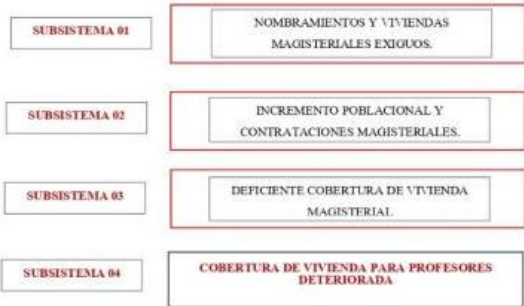 SUBSISTEMA 01
NOMBRAMIENTOS Y VIVIENDAS
MAGISTERIALES EXIGUOS.
SUBSISTEMA 02
INCREMENTO POBLACIONAL Y
CONTRATACIONES MAGISTERIALES.
SUBSISTEMA 03
DEFICIENTE COBERTURA DE VIVIENDA
MAGISTERIAL
SUBSISTEMA 04
COBERTURA DE VIVIENDA PARA PROFESORES
DETERIORADA